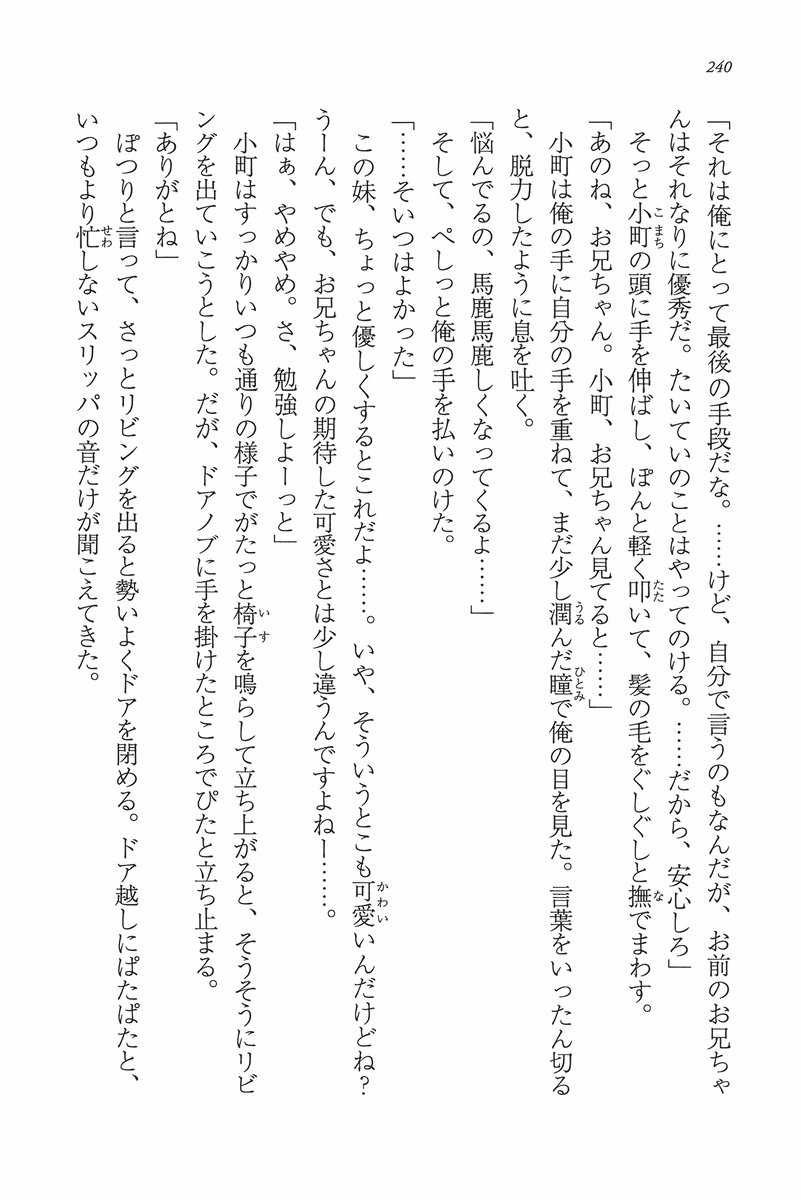 240
「それは俺にとって最後の手段だな。……けど、自分で言うのもなんだが、お前のお兄ちゃ
んはそれなりに優秀だ。たいていのことはやってのける。……だから、安心しろ」
　そっと小町の頭に手を伸ばし、ぽんと軽く叩いて、髪の毛をぐしぐしと撫でまわす。
「あのね、お兄ちゃん。小町、お兄ちゃん見てると……」
　小町は俺の手に自分の手を重ねて、まだ少し潤んだ瞳で俺の目を見た。言葉をいったん切る
と、脱力したように息を吐く。
「悩んでるの、馬鹿馬鹿しくなってくるよ……」
　そして、ぺしっと俺の手を払いのけた。
「……そいつはよかった」
　この妹、ちょっと優しくするとこれだよ……。いや、そういうとこも可愛いんだけどね？
うーん、でも、お兄ちゃんの期待した可愛さとは少し違うんですよねー……。
「はぁ、やめやめ。さ、勉強しよーっと」
　小町はすっかりいつも通りの様子でがたっと椅子を鳴らして立ち上がると、そうそうにリビ
ングを出ていこうとした。だが、ドアノブに手を掛けたところでぴたと立ち止まる。
「ありがとね」
　ぽつりと言って、さっとリビングを出ると勢いよくドアを閉める。ドア越しにぱたぱたと、
いつもより忙しないスリッパの音だけが聞こえてきた。